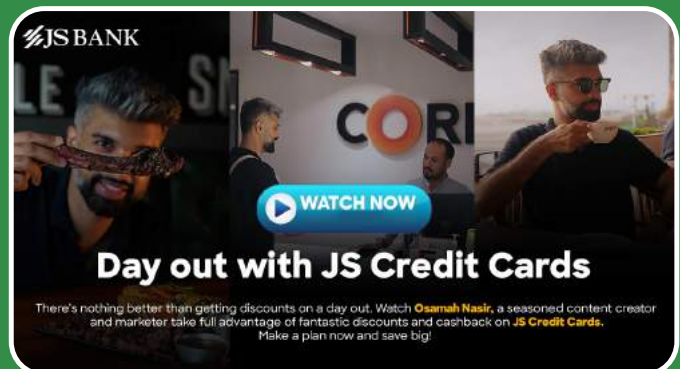 JS BANK
CORE
WATCH NOW
Day out with JS Credit Cards
There's nothing better than getting discounts on a day out. Watch Osamah Nasir, a seasoned content creator
and marketer take full advantage of fantastic discounts and cashback on JS Credit Cards.
Make a plan now and save big!